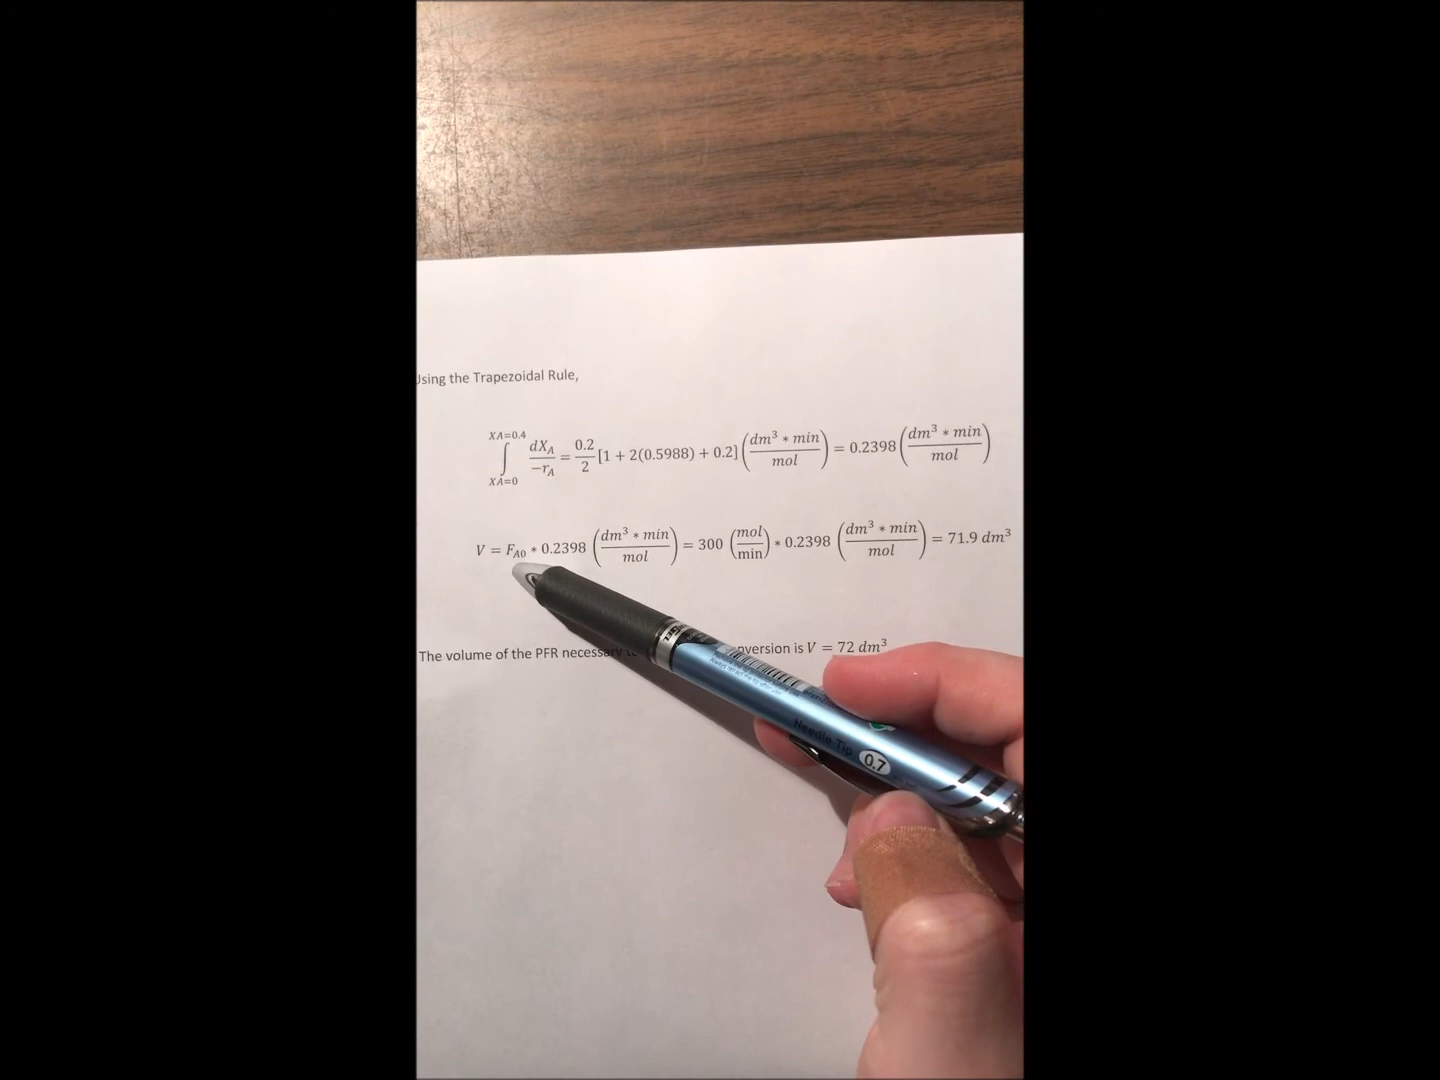 Using the Trapezoidal Rule,
∫_{XA=0}^{XA=0.4} dX_A / −r_A = 0.2/2 [1 + 2(0.5988) + 0.2] (dm³ ∗ min / mol) = 0.2398 (dm³ ∗ min / mol)
V = F_{A0} ∗ 0.2398 (dm³ ∗ min / mol) = 300 (mol / min) ∗ 0.2398 (dm³ ∗ min / mol) = 71.9 dm³
The volume of the PFR necessary is V = 72 dm³
Needle Tip
0.7